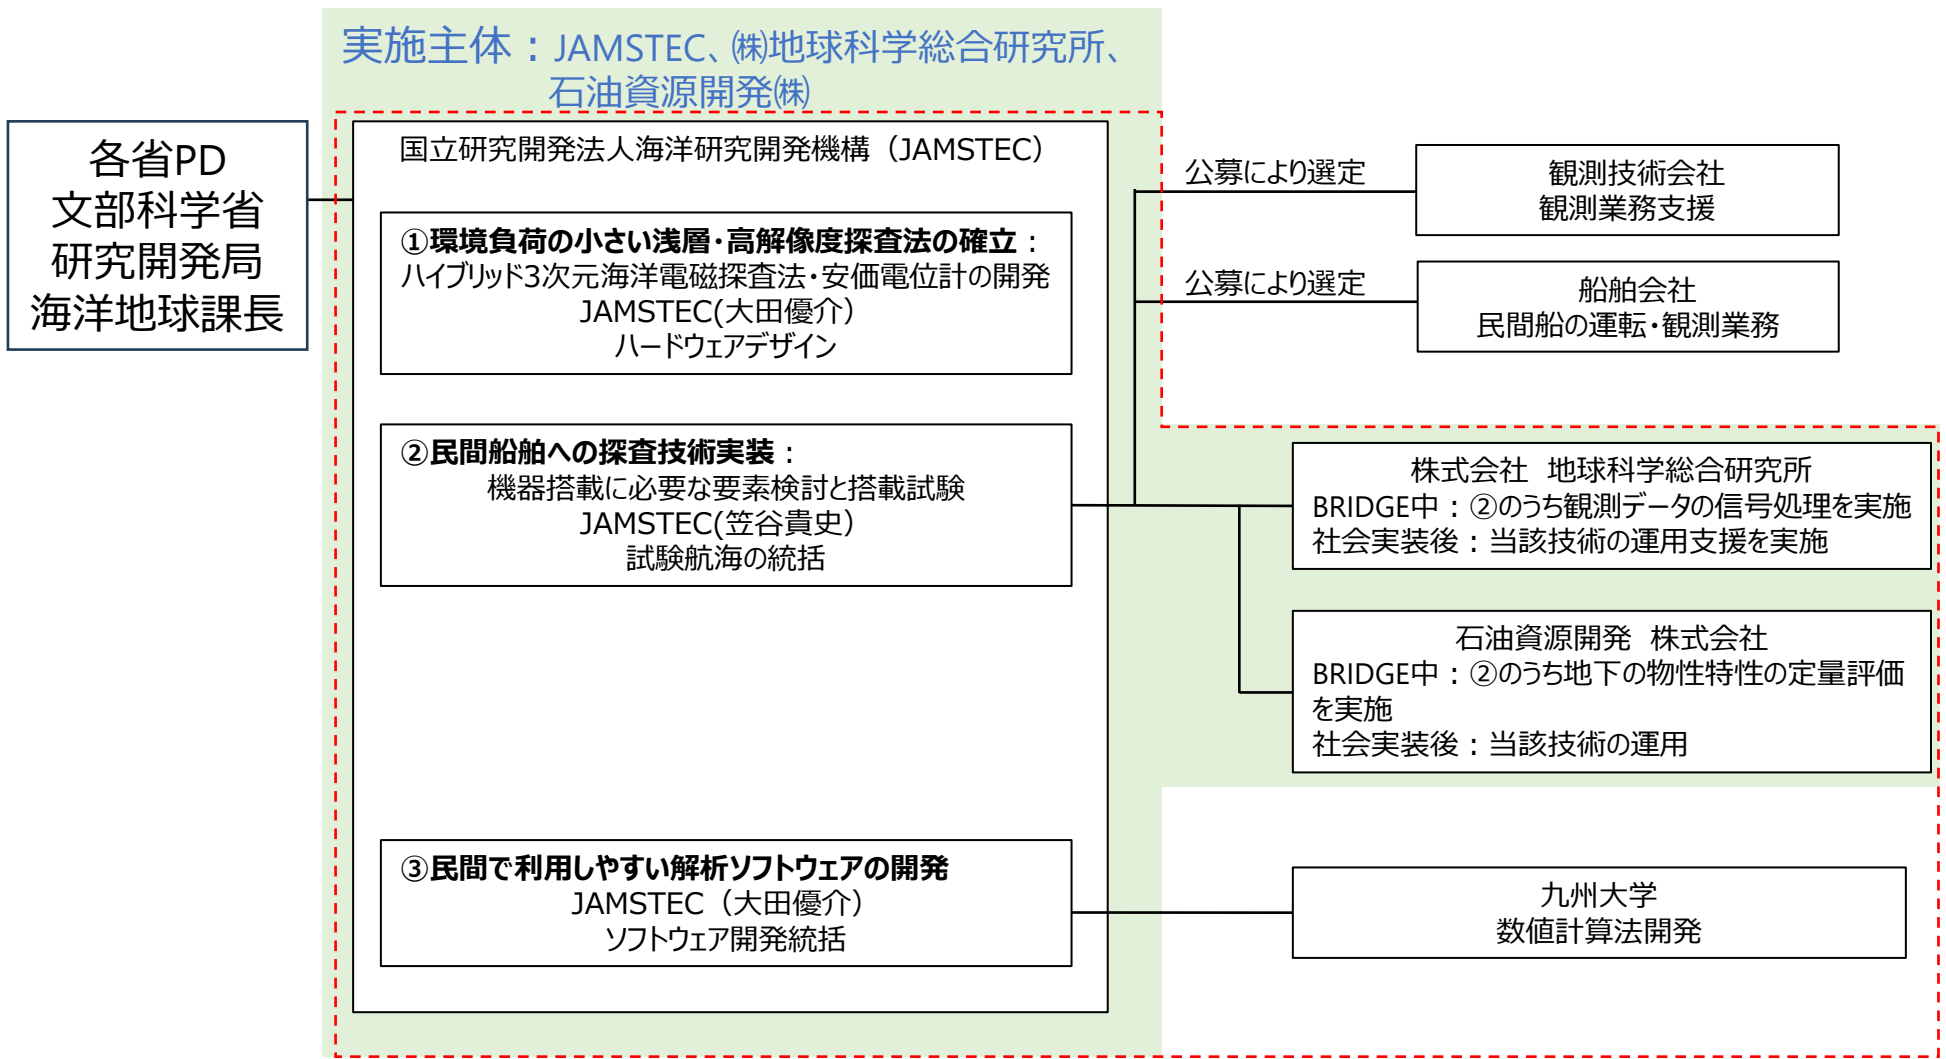 実施主体：JAMSTEC、㈱地球科学総合研究所、
石油資源開発㈱
各省PD
文部科学省
研究開発局
海洋地球課長
国立研究開発法人海洋研究開発機構（JAMSTEC）
①環境負荷の小さい浅層・高解像度探査法の確立：
ハイブリッド3次元海洋電磁探査法・安価電位計の開発
JAMSTEC(大田優介）
ハードウェアデザイン
②民間船舶への探査技術実装：
機器搭載に必要な要素検討と搭載試験
JAMSTEC(笠谷貴史）
試験航海の統括
③民間で利用しやすい解析ソフトウェアの開発
JAMSTEC（大田優介）
ソフトウェア開発統括
公募により選定
観測技術会社
観測業務支援
公募により選定
船舶会社
民間船の運転・観測業務
株式会社　地球科学総合研究所
BRIDGE中：②のうち観測データの信号処理を実施
社会実装後：当該技術の運用支援を実施
石油資源開発　株式会社
BRIDGE中：②のうち地下の物性特性の定量評価
を実施
社会実装後：当該技術の運用
九州大学
数値計算法開発